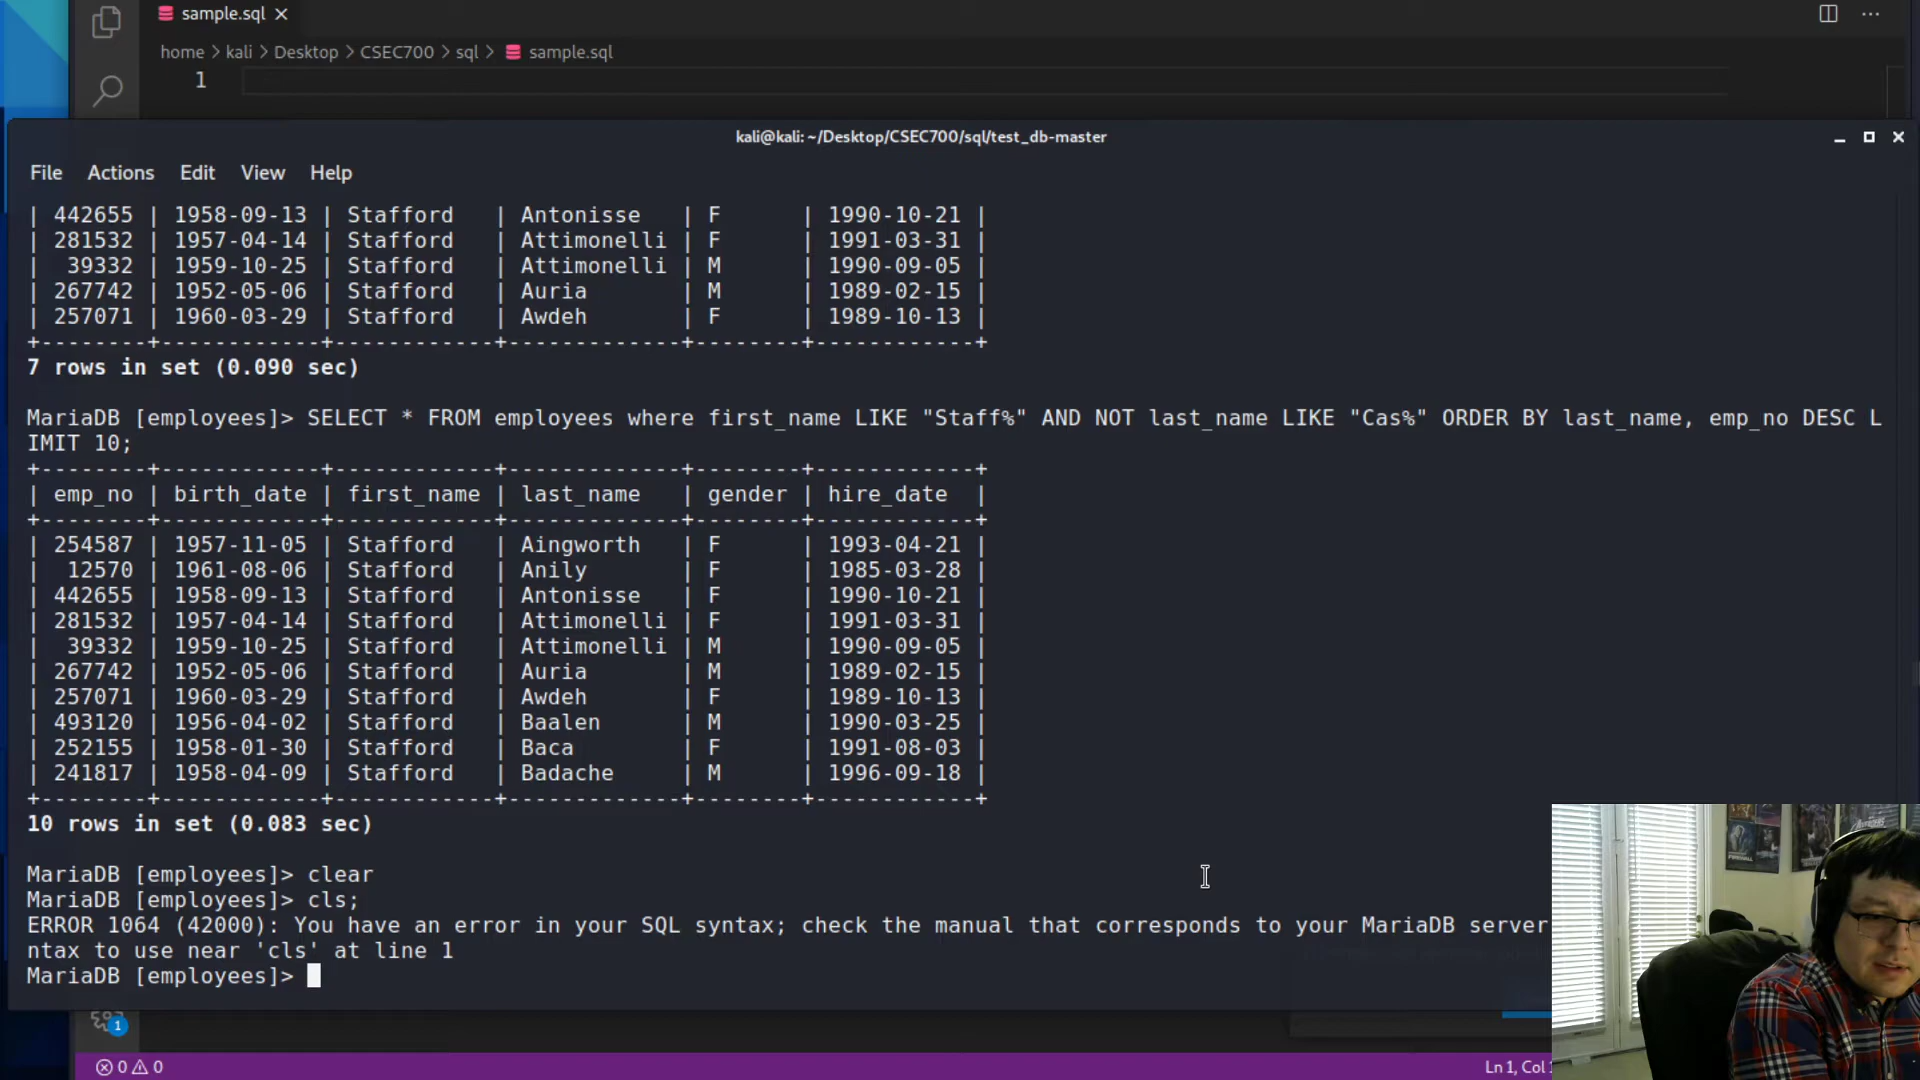 sample.sql
home > kali > Desktop > CSEC700 > sql > sample.sql
1
kali@kali: ~/Desktop/CSEC700/sql/test_db-master
File Actions Edit View Help
| 442655 | 1958-09-13 | Stafford | Antonisse | F | 1990-10-21 |
| 281532 | 1957-04-14 | Stafford | Attimonelli | F | 1991-03-31 |
| 39332 | 1959-10-25 | Stafford | Attimonelli | M | 1990-09-05 |
| 267742 | 1952-05-06 | Stafford | Auria | M | 1989-02-15 |
| 257071 | 1960-03-29 | Stafford | Awdeh | F | 1989-10-13 |
+--------+------------+------------+-------------+--------+------------+
7 rows in set (0.090 sec)
MariaDB [employees]> SELECT * FROM employees where first_name LIKE "Staff%" AND NOT last_name LIKE "Cas%" ORDER BY last_name, emp_no DESC L
IMIT 10;
+--------+------------+------------+-------------+--------+------------+
| emp_no | birth_date | first_name | last_name | gender | hire_date |
+--------+------------+------------+-------------+--------+------------+
| 254587 | 1957-11-05 | Stafford | Aingworth | F | 1993-04-21 |
| 12570 | 1961-08-06 | Stafford | Anily | F | 1985-03-28 |
| 442655 | 1958-09-13 | Stafford | Antonisse | F | 1990-10-21 |
| 281532 | 1957-04-14 | Stafford | Attimonelli | F | 1991-03-31 |
| 39332 | 1959-10-25 | Stafford | Attimonelli | M | 1990-09-05 |
| 267742 | 1952-05-06 | Stafford | Auria | M | 1989-02-15 |
| 257071 | 1960-03-29 | Stafford | Awdeh | F | 1989-10-13 |
| 493120 | 1956-04-02 | Stafford | Baalen | M | 1990-03-25 |
| 252155 | 1958-01-30 | Stafford | Baca | F | 1991-08-03 |
| 241817 | 1958-04-09 | Stafford | Badache | M | 1996-09-18 |
+--------+------------+------------+-------------+--------+------------+
10 rows in set (0.083 sec)
MariaDB [employees]> clear
MariaDB [employees]> cls;
ERROR 1064 (42000): You have an error in your SQL syntax; check the manual that corresponds to your MariaDB server
ntax to use near 'cls' at line 1
MariaDB [employees]>
1
0 0
Ln 1, Col